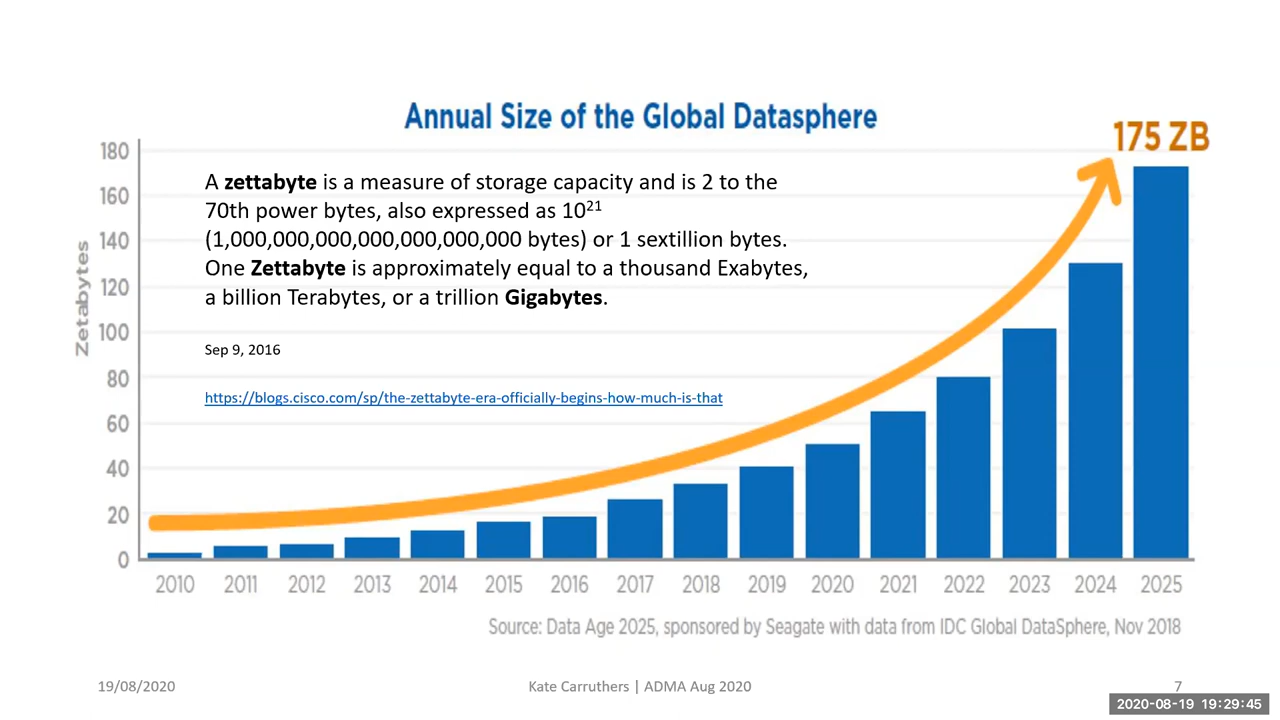 Annual Size of the Global Datasphere
175 ZB
A zettabyte is a measure of storage capacity and is 2 to the
70th power bytes, also expressed as 10²¹
(1,000,000,000,000,000,000,000 bytes) or 1 sextillion bytes.
One Zettabyte is approximately equal to a thousand Exabytes,
a billion Terabytes, or a trillion Gigabytes.
Sep 9, 2016
https://blogs.cisco.com/sp/the-zettabyte-era-officially-begins-how-much-is-that
Zetabytes
180
160
140
120
100
80
60
40
20
0
2010 2011 2012 2013 2014 2015 2016 2017 2018 2019 2020 2021 2022 2023 2024 2025
Source: Data Age 2025, sponsored by Seagate with data from IDC Global DataSphere, Nov 2018
19/08/2020 Kate Carruthers | ADMA Aug 2020 7
2020-08-19 19:29:45